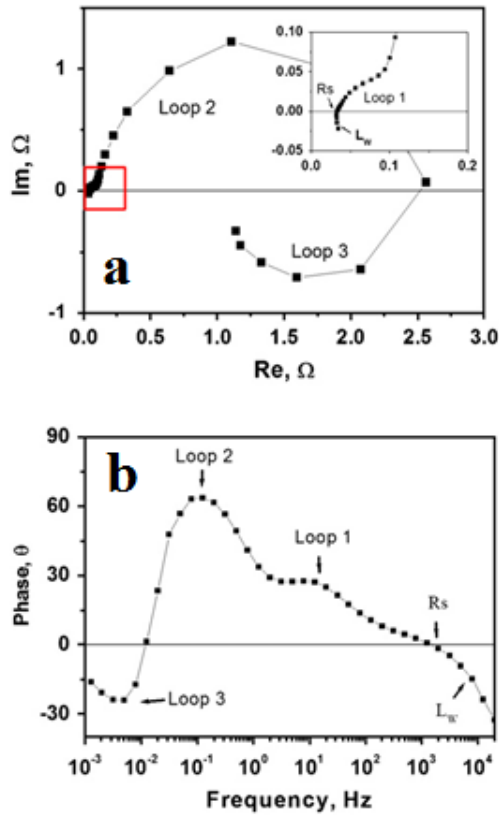 a
1
0
-1
Im, Ω
0.0 0.5 1.0 1.5 2.0 2.5 3.0
Re, Ω
Loop 2
Loop 3
0.10
0.05
0.00
-0.05
0.0 0.1 0.2
Rs
Loop 1
Lw
b
90
60
30
0
-30
Phase, θ
Loop 2
Loop 1
Rs
Loop 3
Lw
10-3 10-2 10-1 100 101 102 103 104
Frequency, Hz